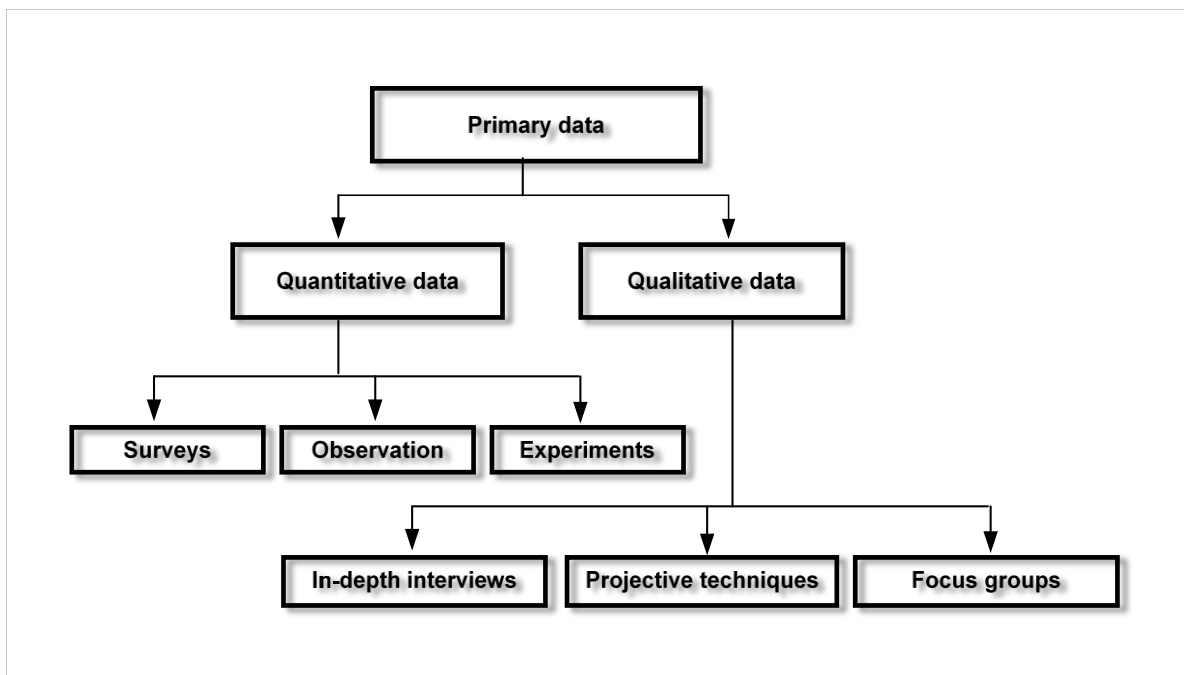 Primary data
Quantitative data
Qualitative data
Surveys
Observation
Experiments
In-depth interviews
Projective techniques
Focus groups